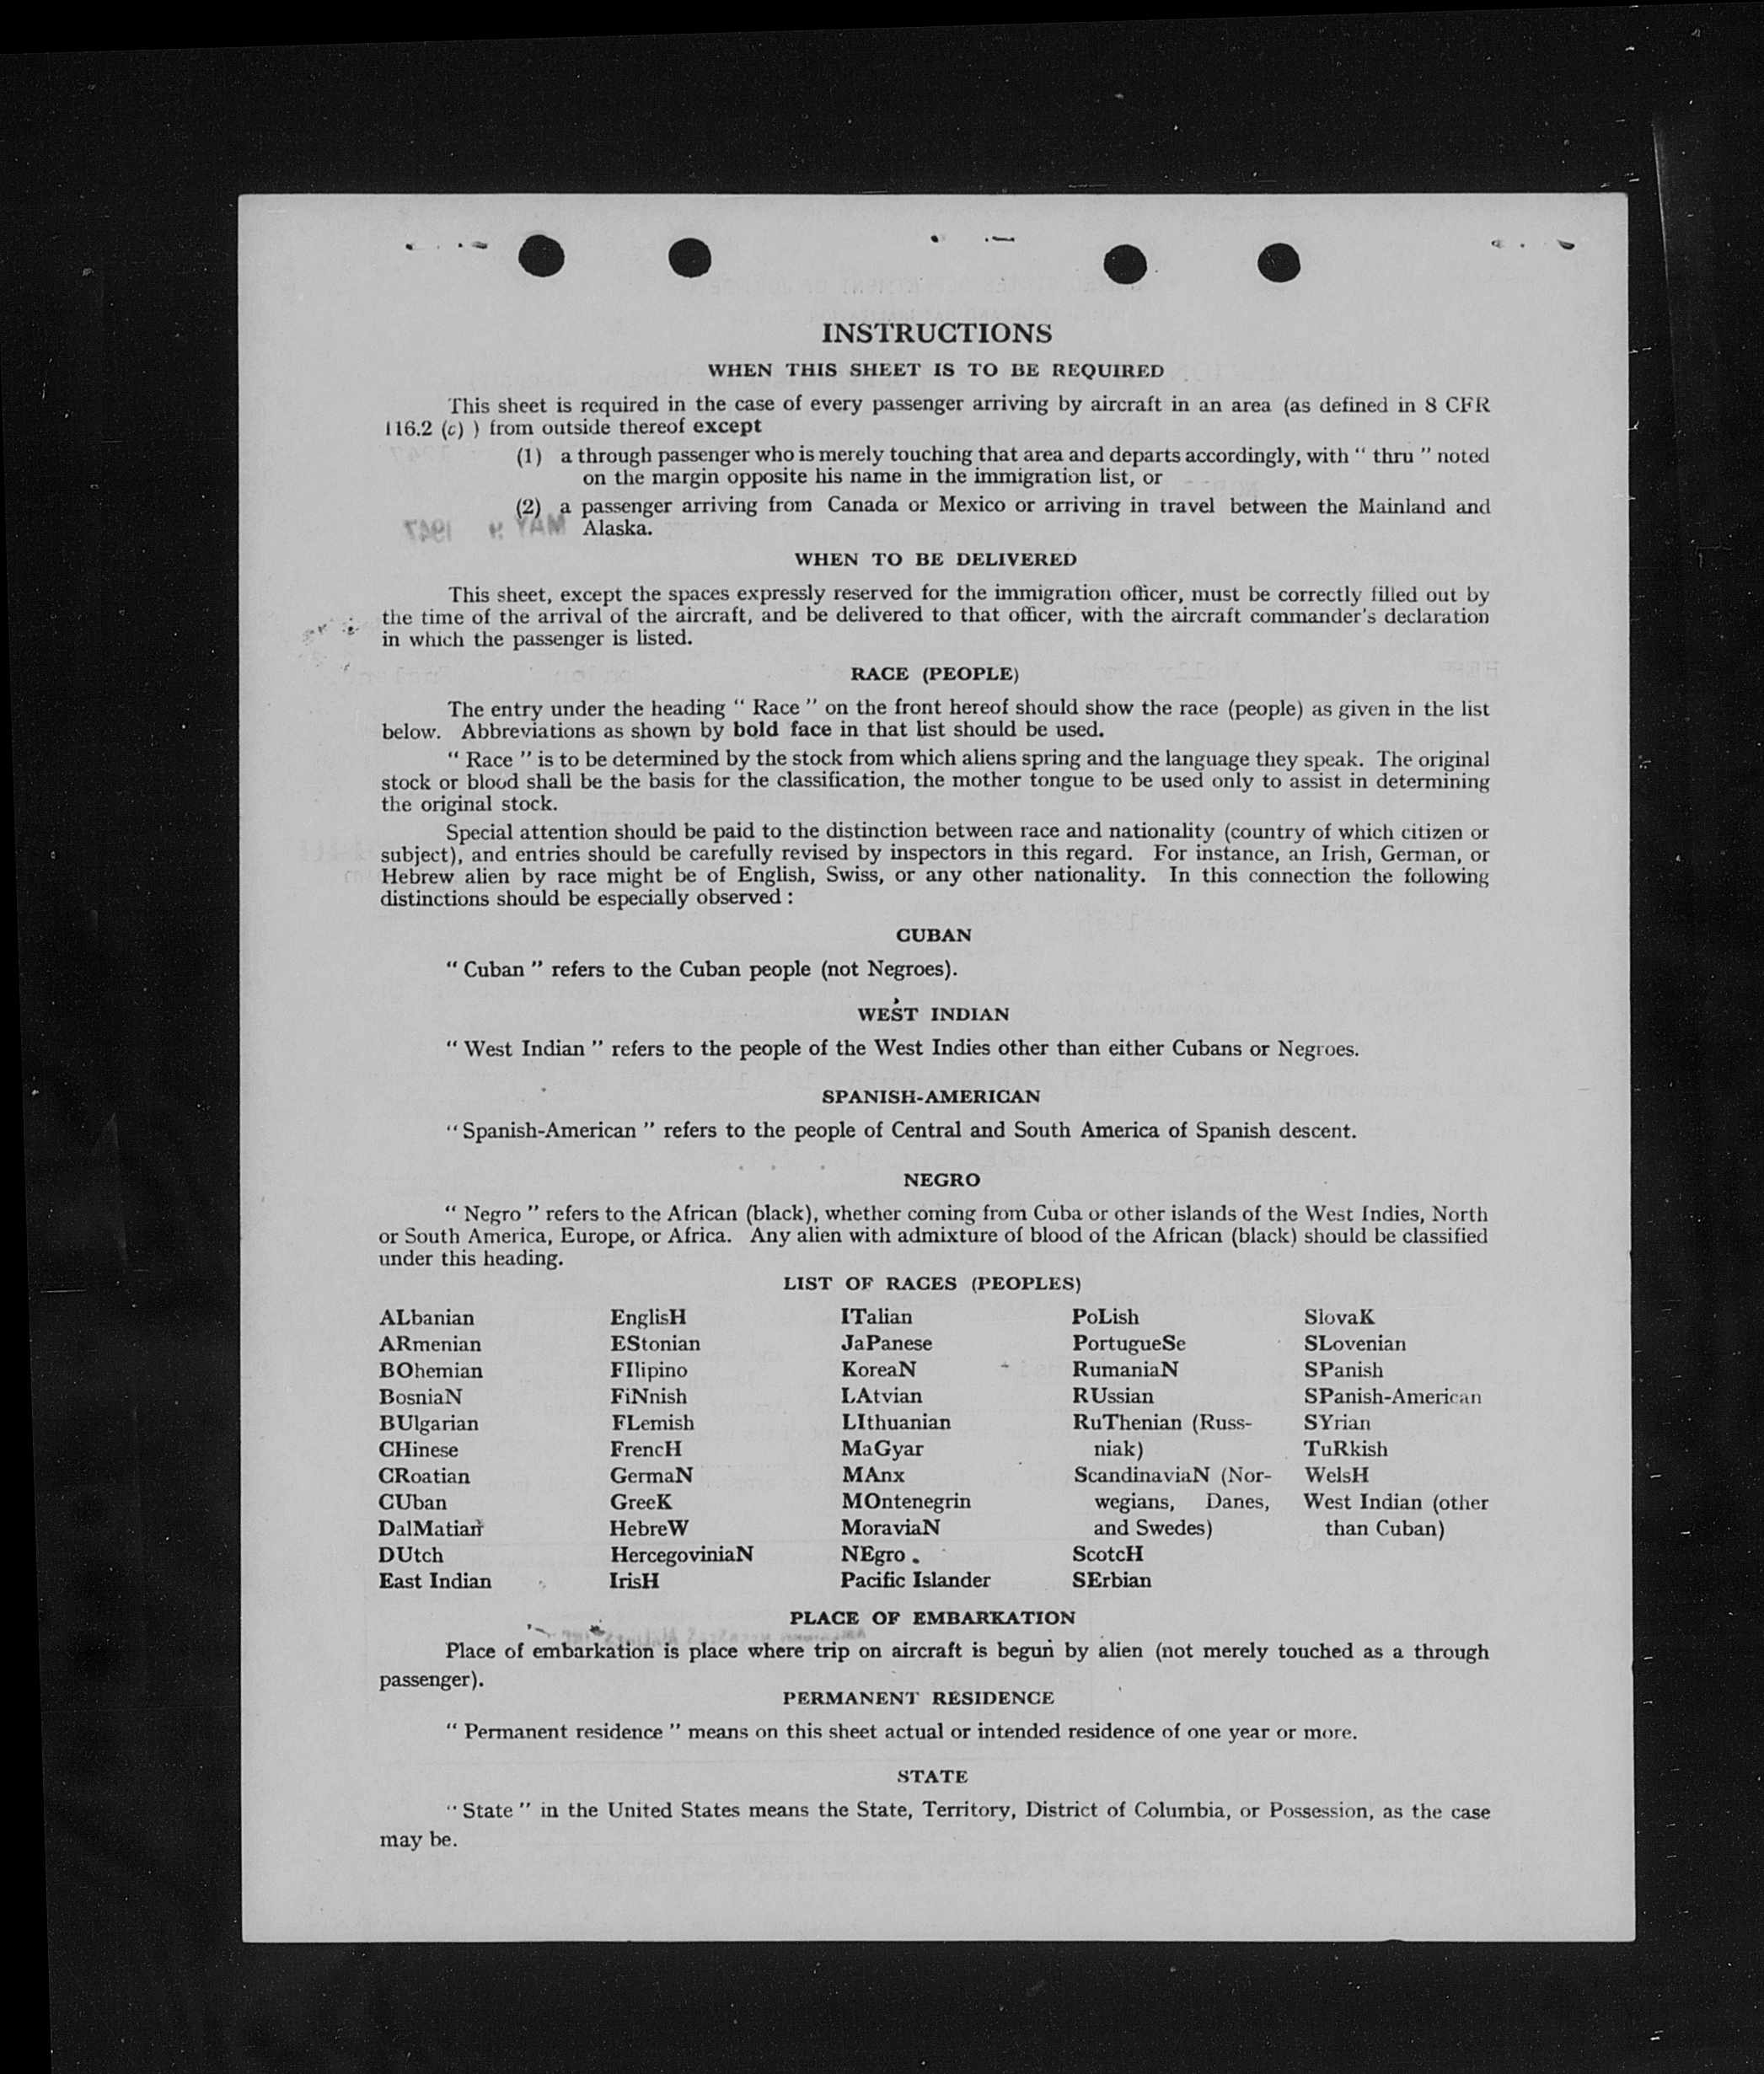 INSTRUCTIONS
WHEN THIS SHEET IS TO BE REQUIRED
This sheet is required in the case of every passenger arriving by aircraft in an area (as defined in 8 CFR
116.2 (c) ) from outside thereof except
(1) a through passenger who is merely touching that area and departs accordingly, with “ thru ” noted
on the margin opposite his name in the immigration list, or
(2) a passenger arriving from Canada or Mexico or arriving in travel between the Mainland and
Alaska.
MAY 1947
WHEN TO BE DELIVERED
This sheet, except the spaces expressly reserved for the immigration officer, must be correctly filled out by
the time of the arrival of the aircraft, and be delivered to that officer, with the aircraft commander's declaration
in which the passenger is listed.
RACE (PEOPLE)
The entry under the heading “ Race ” on the front hereof should show the race (people) as given in the list
below. Abbreviations as shown by bold face in that list should be used.
“ Race ” is to be determined by the stock from which aliens spring and the language they speak. The original
stock or blood shall be the basis for the classification, the mother tongue to be used only to assist in determining
the original stock.
Special attention should be paid to the distinction between race and nationality (country of which citizen or
subject), and entries should be carefully revised by inspectors in this regard. For instance, an Irish, German, or
Hebrew alien by race might be of English, Swiss, or any other nationality. In this connection the following
distinctions should be especially observed :
CUBAN
“ Cuban ” refers to the Cuban people (not Negroes).
WEST INDIAN
“ West Indian ” refers to the people of the West Indies other than either Cubans or Negroes.
SPANISH-AMERICAN
“ Spanish-American ” refers to the people of Central and South America of Spanish descent.
NEGRO
“ Negro ” refers to the African (black), whether coming from Cuba or other islands of the West Indies, North
or South America, Europe, or Africa. Any alien with admixture of blood of the African (black) should be classified
under this heading.
LIST OF RACES (PEOPLES)
ALbanian
ARmenian
BOhemian
BosniaN
BUlgarian
CHinese
CRoatian
CUban
DalMatian
DUtch
East Indian
EnglisH
EStonian
FIlipino
FiNnish
FLemish
FrencH
GermaN
GreeK
HebreW
HercegoviniaN
IrisH
ITalian
JaPanese
KoreaN
LAtvian
LIthuanian
MaGyar
MAnx
MOntenegrin
MoraviaN
NEgro
Pacific Islander
PoLish
PortugueSe
RumaniaN
RUssian
RuThenian (Russ-
niak)
ScandinaviaN (Nor-
wegians, Danes,
and Swedes)
ScotcH
SErbian
SlovaK
SLovenian
SPanish
SPanish-American
SYrian
TuRkish
WelsH
West Indian (other
than Cuban)
PLACE OF EMBARKATION
Place of embarkation is place where trip on aircraft is begun by alien (not merely touched as a through
passenger).
PERMANENT RESIDENCE
“ Permanent residence ” means on this sheet actual or intended residence of one year or more.
STATE
“ State ” in the United States means the State, Territory, District of Columbia, or Possession, as the case
may be.